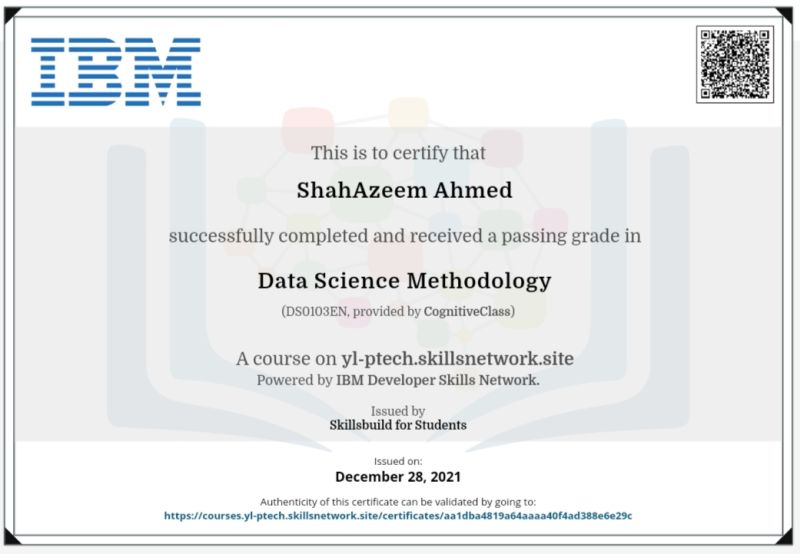 IBM
This is to certify that
ShahAzeem Ahmed
successfully completed and received a passing grade in
Data Science Methodology
(DS0103EN, provided by CognitiveClass)
A course on yl-ptech.skillsnetwork.site
Powered by IBM Developer Skills Network.
Issued by
Skillsbuild for Students
Issued on:
December 28, 2021
Authenticity of this certificate can be validated by going to:
https://courses.yl-ptech.skillsnetwork.site/certificates/aa1dba4819a64aaaa40f4ad388e6e29c